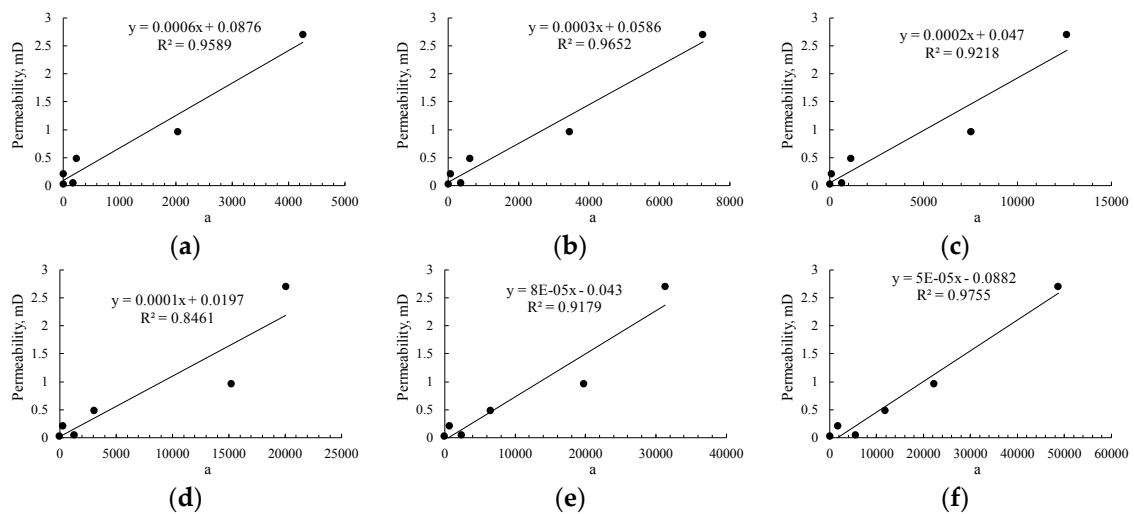 y = 0.0006x + 0.0876
R² = 0.9589
Permeability, mD
3
2.5
2
1.5
1
0.5
0
0 1000 2000 3000 4000 5000
a
(a)
y = 0.0003x + 0.0586
R² = 0.9652
Permeability, mD
3
2.5
2
1.5
1
0.5
0
0 2000 4000 6000 8000
a
(b)
y = 0.0002x + 0.047
R² = 0.9218
Permeability, mD
3
2.5
2
1.5
1
0.5
0
0 5000 10000 15000
a
(c)
y = 0.0001x + 0.0197
R² = 0.8461
Permeability, mD
3
2.5
2
1.5
1
0.5
0
0 5000 10000 15000 20000 25000
a
(d)
y = 8E-05x - 0.043
R² = 0.9179
Permeability, mD
3
2.5
2
1.5
1
0.5
0
0 10000 20000 30000 40000
a
(e)
y = 5E-05x - 0.0882
R² = 0.9755
Permeability, mD
3
2.5
2
1.5
1
0.5
0
0 10000 20000 30000 40000 50000 60000
a
(f)